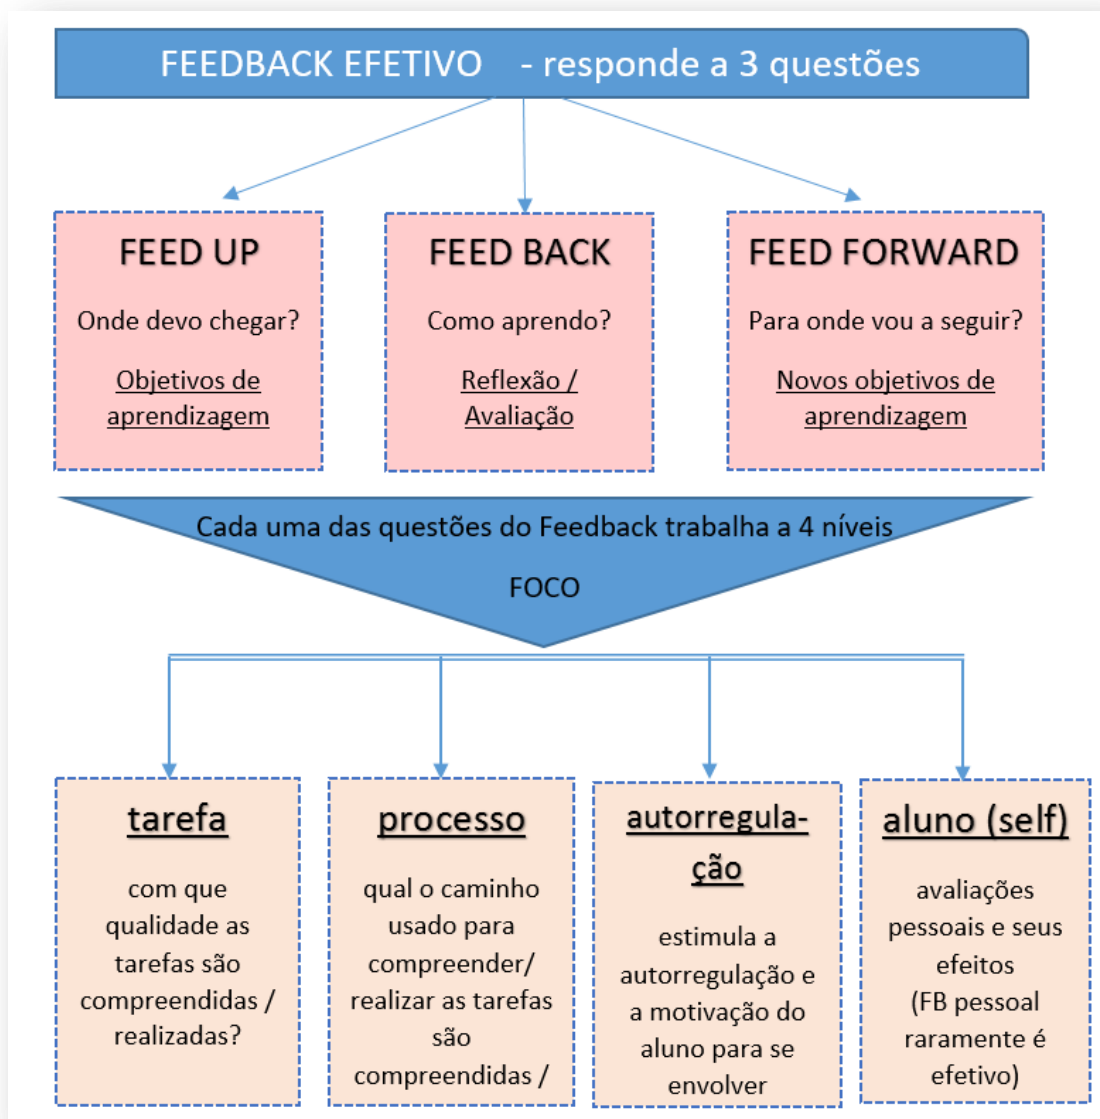 FEEDBACK EFETIVO - responde a 3 questões
FEED UP
Onde devo chegar?
Objetivos de
aprendizagem
FEED BACK
Como aprendo?
Reflexão /
Avaliação
FEED FORWARD
Para onde vou a seguir?
Novos objetivos de
aprendizagem
Cada uma das questões do Feedback trabalha a 4 níveis
FOCO
tarefa
com que
qualidade as
tarefas são
compreendidas /
realizadas?
processo
qual o caminho
usado para
compreender/
realizar as tarefas
são
compreendidas /
autorregula-
ção
estimula a
autorregulação e
a motivação do
aluno para se
envolver
aluno (self)
avaliações
pessoais e seus
efeitos
(FB pessoal
raramente é
efetivo)